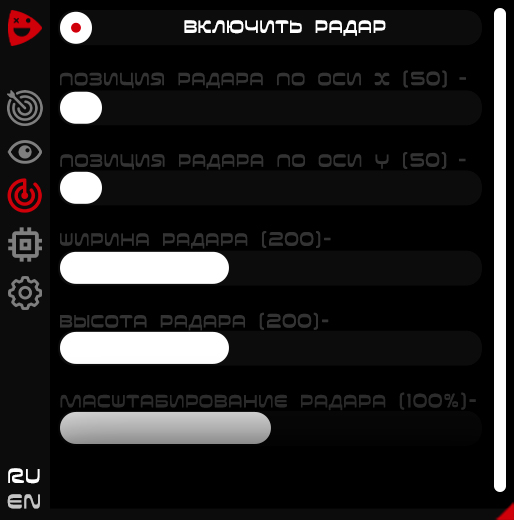 ВКЛЮЧИТЬ РАДАР
ПОЗИЦИЯ РАДАРА ПО ОСИ X (50) -
ПОЗИЦИЯ РАДАРА ПО ОСИ Y (50) -
ШИРИНА РАДАРА (200)-
ВЫСОТА РАДАРА (200)-
МАСШТАБИРОВАНИЕ РАДАРА (100%)-
RU
EN